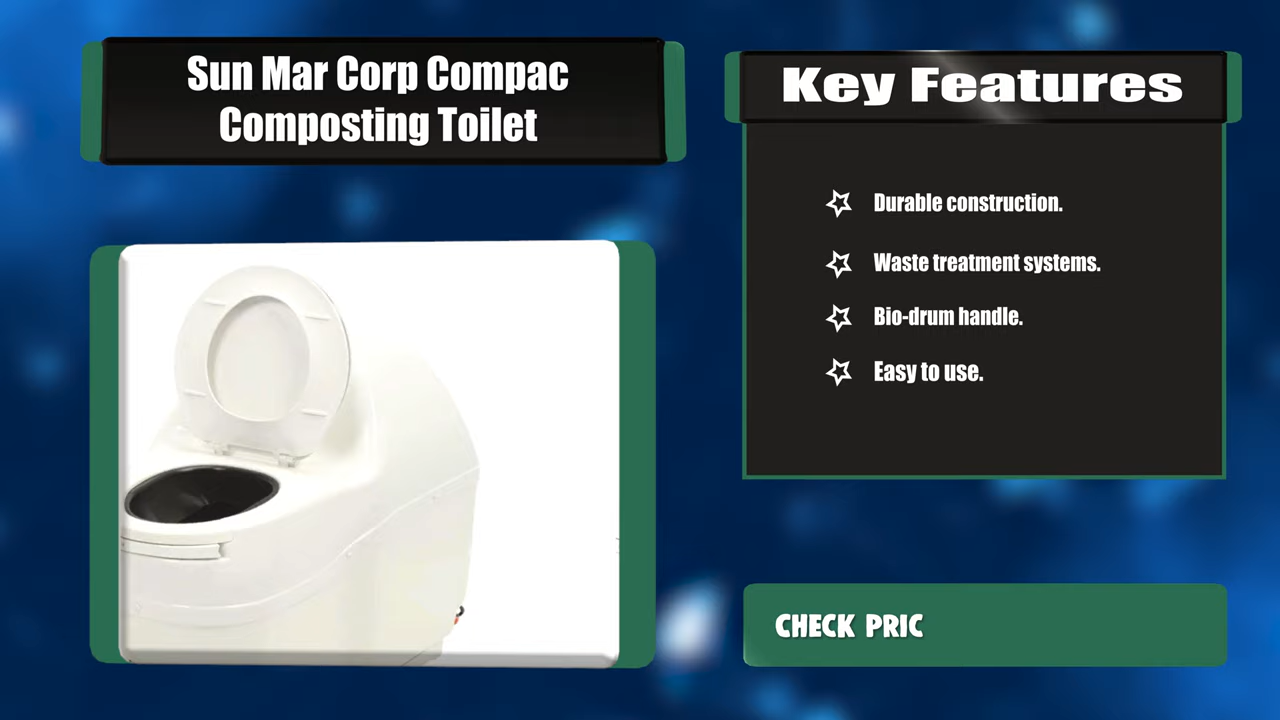 Sun Mar Corp Compac
Composting Toilet
Key Features
Durable construction.
Waste treatment systems.
Bio-drum handle.
Easy to use.
CHECK PRIC